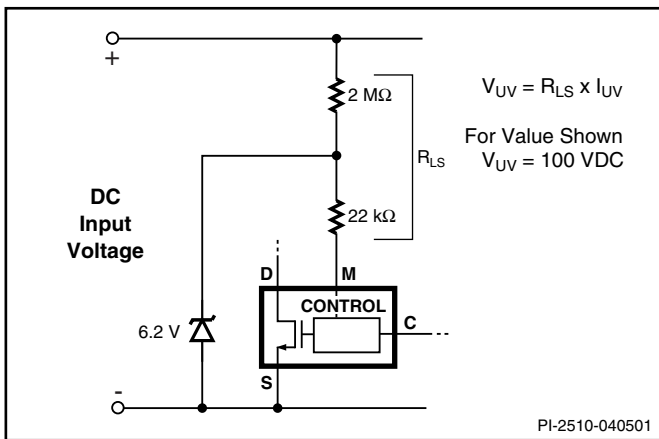 +
2 MΩ
V_UV = R_LS x I_UV
For Value Shown
V_UV = 100 VDC
R_LS
DC
Input
Voltage
22 kΩ
D
M
CONTROL
C
6.2 V
S
-
PI-2510-040501